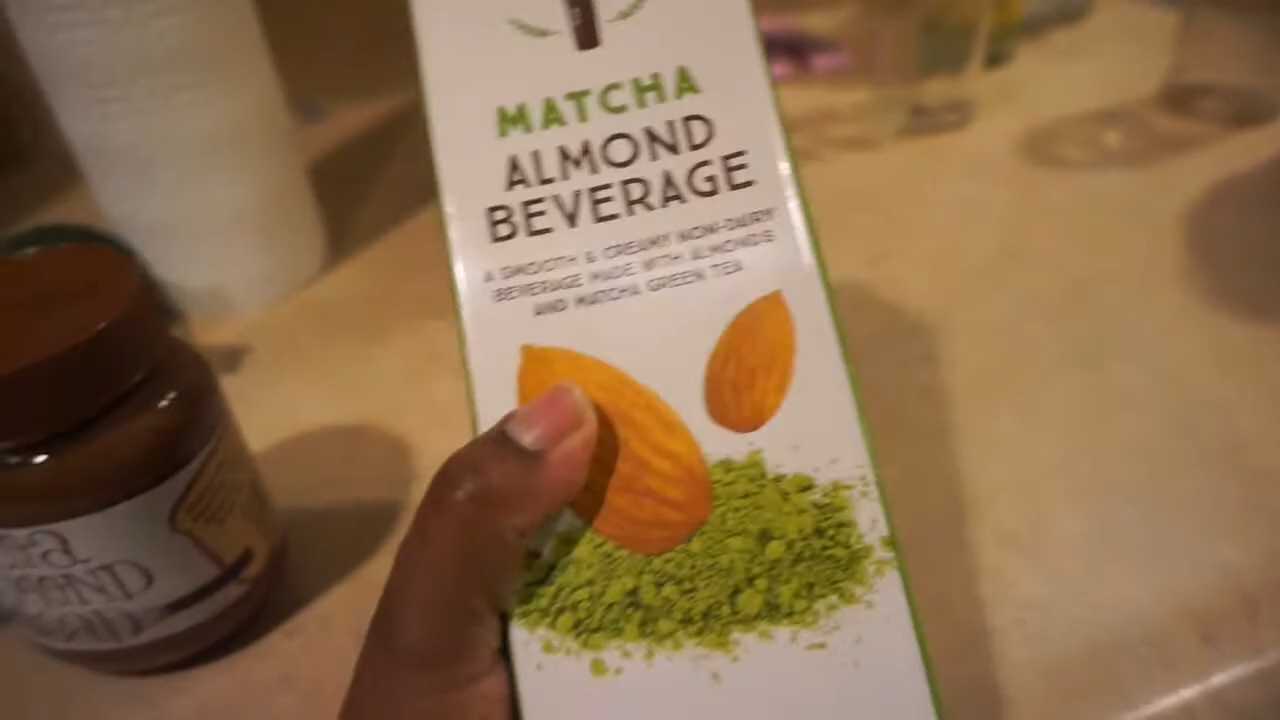 MATCHA
ALMOND
BEVERAGE
A SMOOTH & CREAMY NON-DAIRY
BEVERAGE MADE WITH ALMONDS
AND MATCHA GREEN TEA